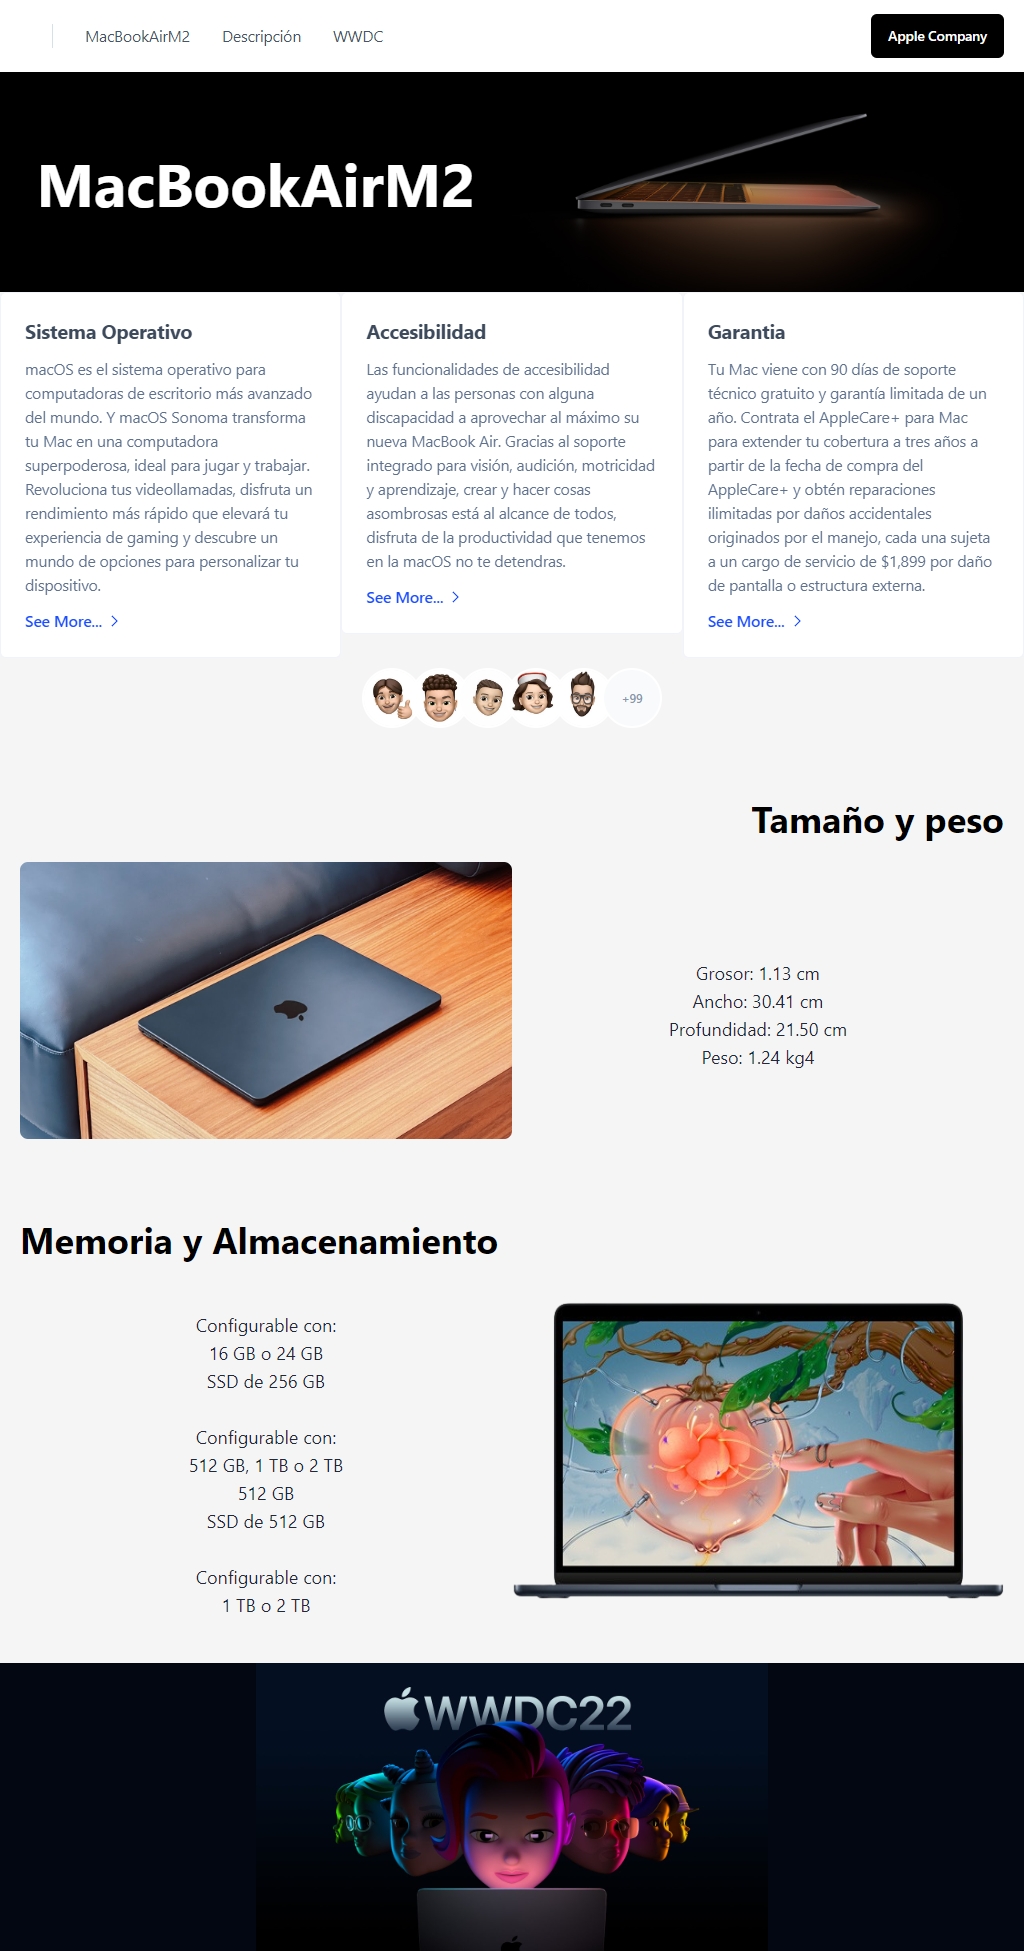 MacBookAirM2
Descripción
WWDC
Apple Company
MacBookAirM2
Sistema Operativo
macOS es el sistema operativo para
computadoras de escritorio más avanzado
del mundo. Y macOS Sonoma transforma
tu Mac en una computadora
superpoderosa, ideal para jugar y trabajar.
Revoluciona tus videollamadas, disfruta un
rendimiento más rápido que elevará tu
experiencia de gaming y descubre un
mundo de opciones para personalizar tu
dispositivo.
See More...
Accesibilidad
Las funcionalidades de accesibilidad
ayudan a las personas con alguna
discapacidad a aprovechar al máximo su
nueva MacBook Air. Gracias al soporte
integrado para visión, audición, motricidad
y aprendizaje, crear y hacer cosas
asombrosas está al alcance de todos,
disfruta de la productividad que tenemos
en la macOS no te detendras.
See More...
Garantia
Tu Mac viene con 90 días de soporte
técnico gratuito y garantía limitada de un
año. Contrata el AppleCare+ para Mac
para extender tu cobertura a tres años a
partir de la fecha de compra del
AppleCare+ y obtén reparaciones
ilimitadas por daños accidentales
originados por el manejo, cada una sujeta
a un cargo de servicio de $1,899 por daño
de pantalla o estructura externa.
See More...
+99
Tamaño y peso
Grosor: 1.13 cm
Ancho: 30.41 cm
Profundidad: 21.50 cm
Peso: 1.24 kg4
Memoria y Almacenamiento
Configurable con:
16 GB o 24 GB
SSD de 256 GB
Configurable con:
512 GB, 1 TB o 2 TB
512 GB
SSD de 512 GB
Configurable con:
1 TB o 2 TB
WWDC22